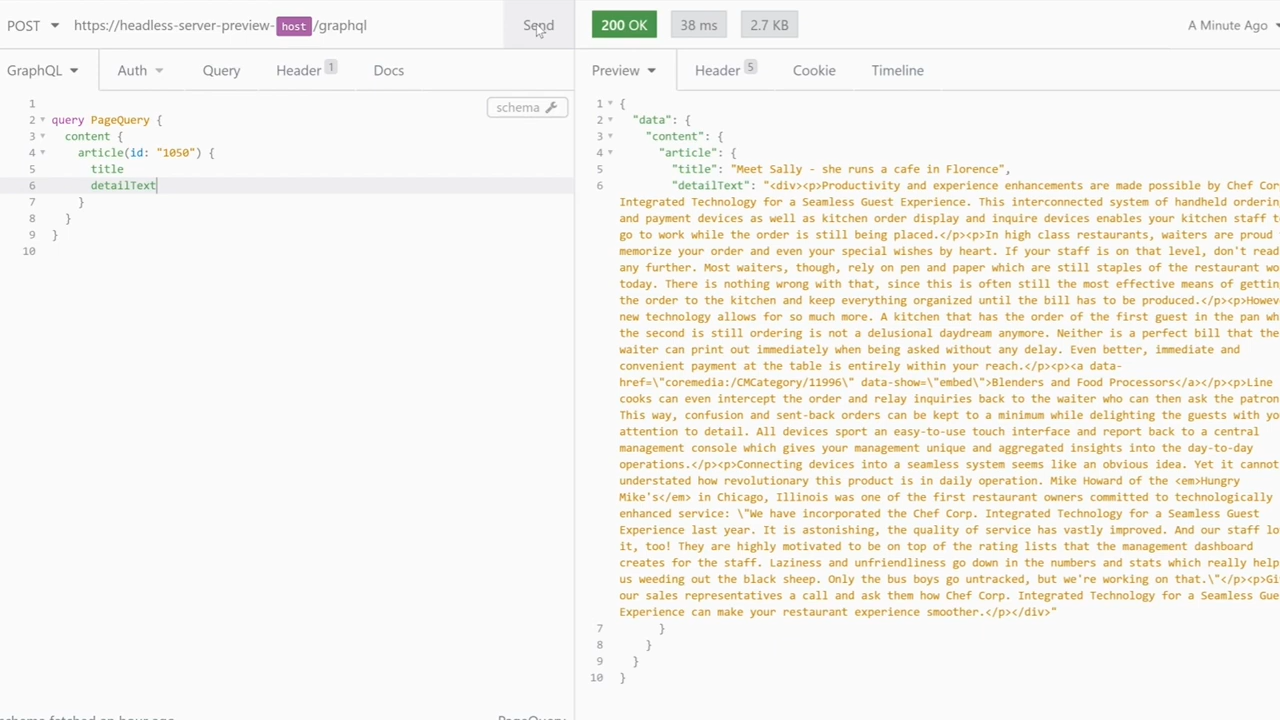 POST https://headless-server-preview-host/graphql Send 200 OK 38 ms 2.7 KB A Minute Ago
GraphQL Auth Query Header 1 Docs Preview Header 5 Cookie Timeline
schema
1
2 query PageQuery {
3 content {
4 article(id: "1050") {
5 title
6 detailText
7 }
8 }
9 }
10
1 {
2 "data": {
3 "content": {
4 "article": {
5 "title": "Meet Sally - she runs a cafe in Florence",
6 "detailText": "<div><p>Productivity and experience enhancements are made possible by Chef
Integrated Technology for a Seamless Guest Experience. This interconnected system of handheld ordering
and payment devices as well as kitchen order display and inquire devices enables your kitchen staff
go to work while the order is still being placed.</p><p>In high class restaurants, waiters are proud
memorize your order and even your special wishes by heart. If your staff is on that level, don't read
any further. Most waiters, though, rely on pen and paper which are still staples of the restaurant
today. There is nothing wrong with that, since this is often still the most effective means of
the order to the kitchen and keep everything organized until the bill has to be produced.</p><p>
new technology allows for so much more. A kitchen that has the order of the first guest in the pan
the second is still ordering is not a delusional daydream anymore. Neither is a perfect bill that the
waiter can print out immediately when being asked without any delay. Even better, immediate and
convenient payment at the table is entirely within your reach.</p><p><a data-
href=\"coremedia:/CMCategory/11996\" data-show=\"embed\">Blenders and Food Processors</a></p><p>Line
cooks can even intercept the order and relay inquiries back to the waiter who can then ask the patron
This way, confusion and sent-back orders can be kept to a minimum while delighting the guests with
attention to detail. All devices sport an easy-to-use touch interface and report back to a central
management console which gives your management unique and aggregated insights into the day-to-day
operations.</p><p>Connecting devices into a seamless system seems like an obvious idea. Yet it cannot
understated how revolutionary this product is in daily operation. Mike Howard of the <em>Hungry
Mike's</em> in Chicago, Illinois was one of the first restaurant owners committed to technologically
enhanced service: \"We have incorporated the Chef Corp. Integrated Technology for a Seamless Guest
Experience last year. It is astonishing, the quality of service has vastly improved. And our staff
it, too! They are highly motivated to be on top of the rating lists that the management dashboard
creates for the staff. Laziness and unfriendliness go down in the numbers and stats which really help
us weeding out the black sheep. Only the bus boys go untracked, but we're working on that.\"</p><p>
our sales representatives a call and ask them how Chef Corp. Integrated Technology for a Seamless
Experience can make your restaurant experience smoother.</p></div>"
7 }
8 }
9 }
10 }